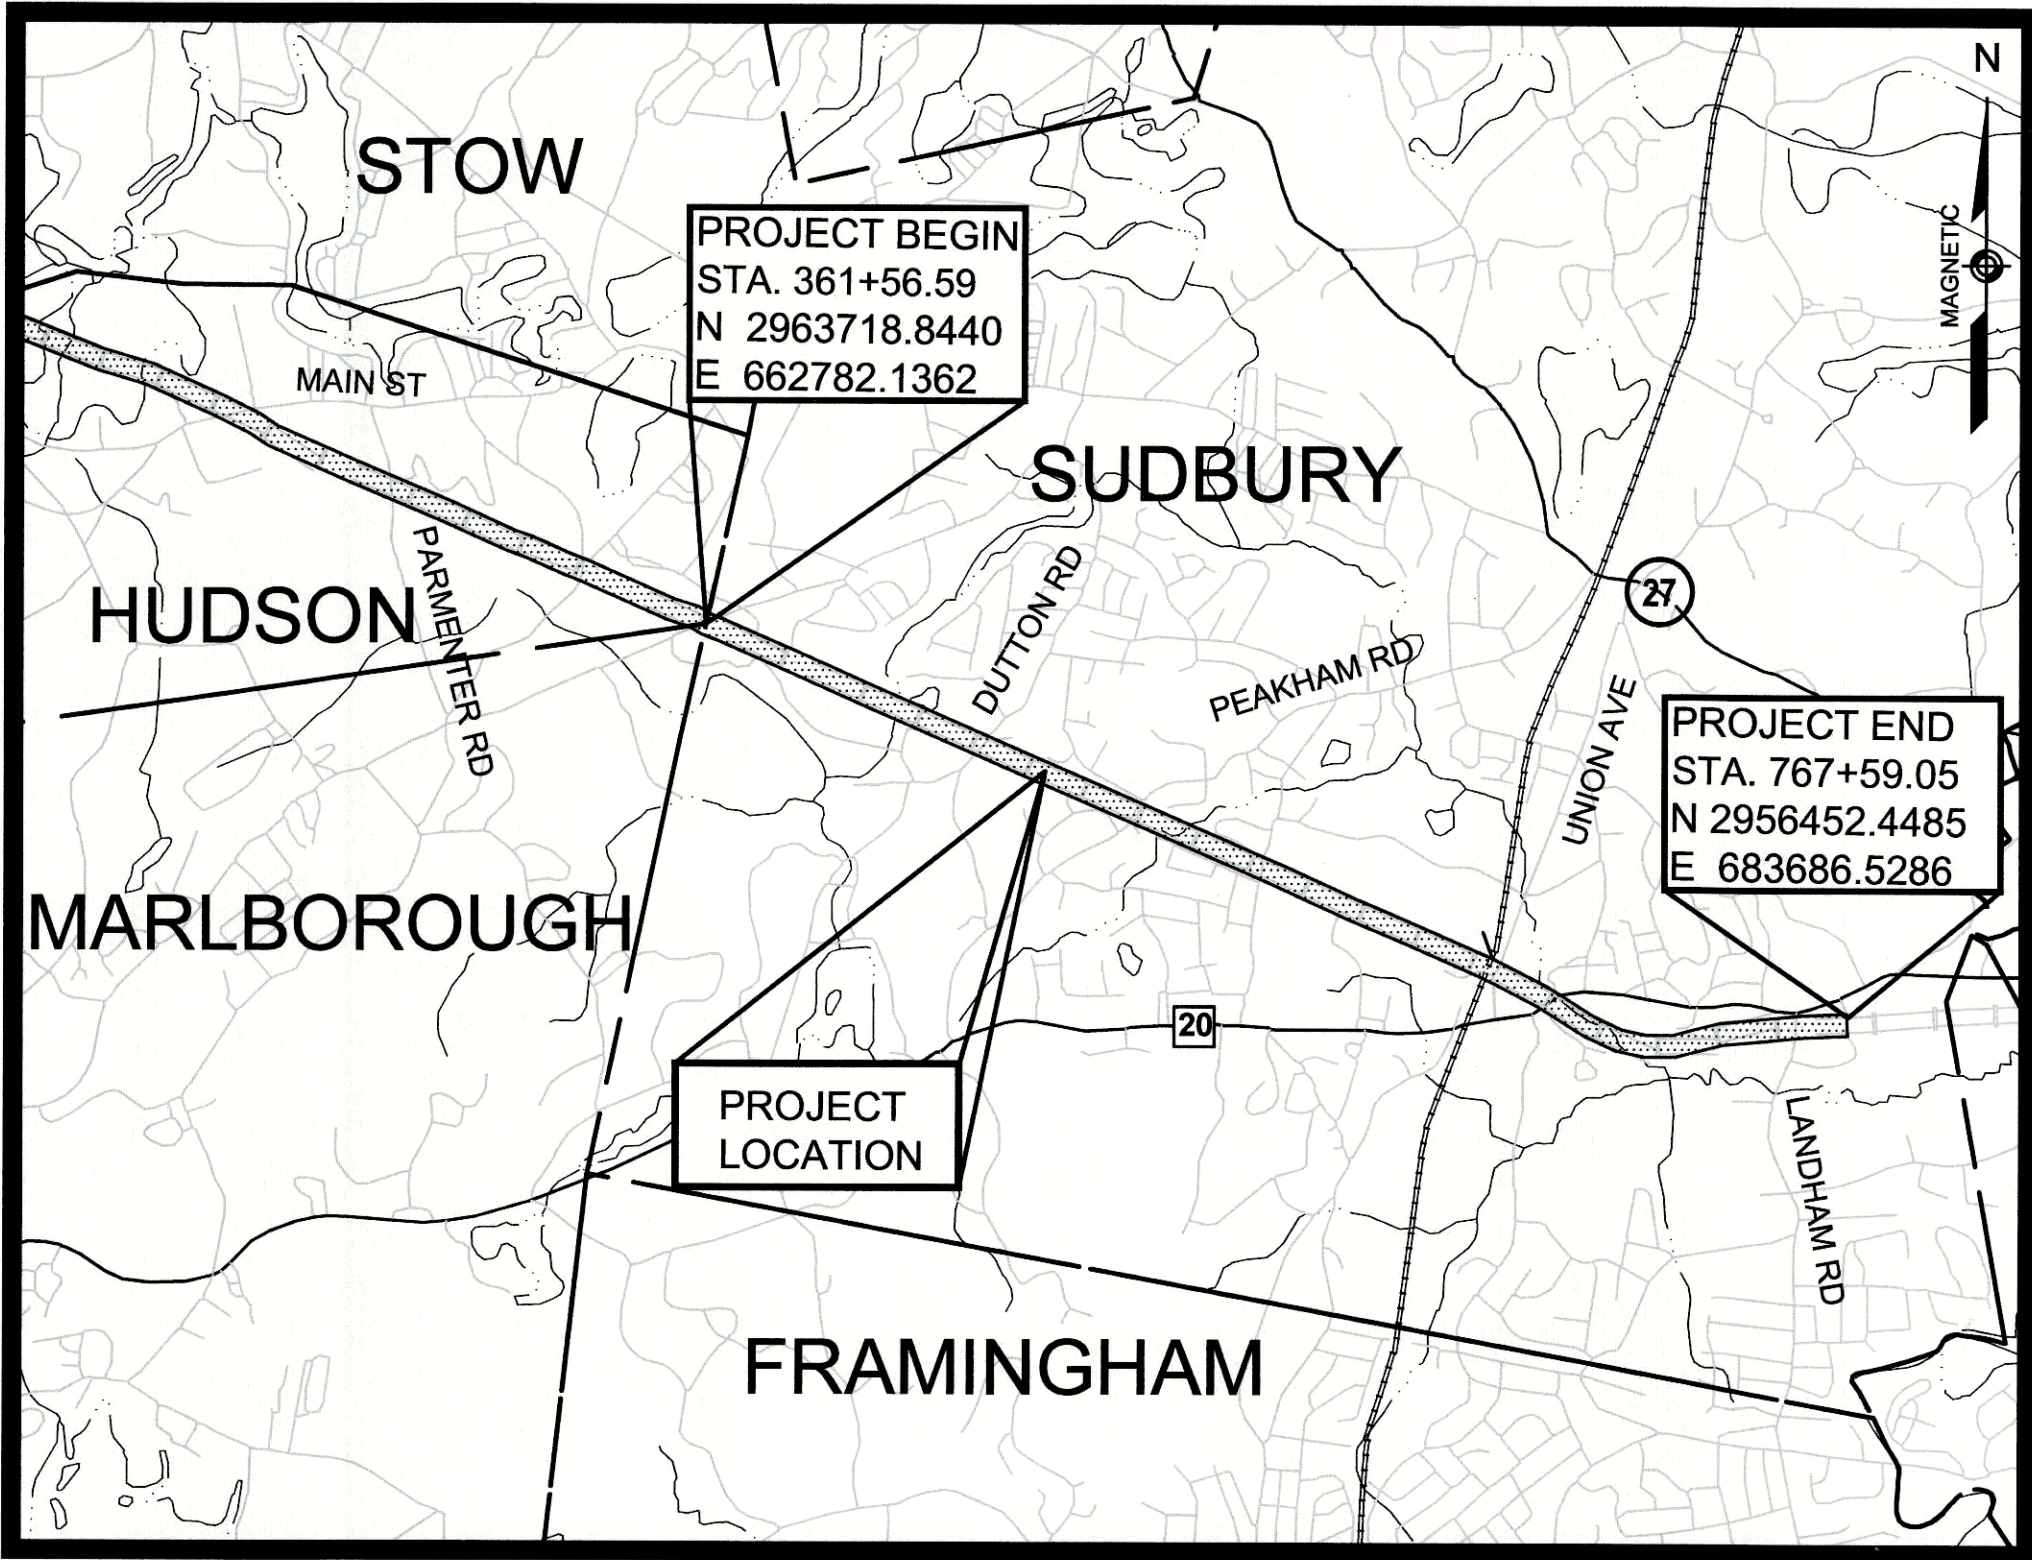 N
MAGNETIC
STOW
PROJECT BEGIN
STA. 361+56.59
N 2963718.8440
E 662782.1362
MAIN ST
SUDBURY
PARMENTER RD
HUDSON
DUTTON RD
PEAKHAM RD
27
UNION AVE
PROJECT END
STA. 767+59.05
N 2956452.4485
E 683686.5286
MARLBOROUGH
20
PROJECT
LOCATION
LANDHAM RD
FRAMINGHAM